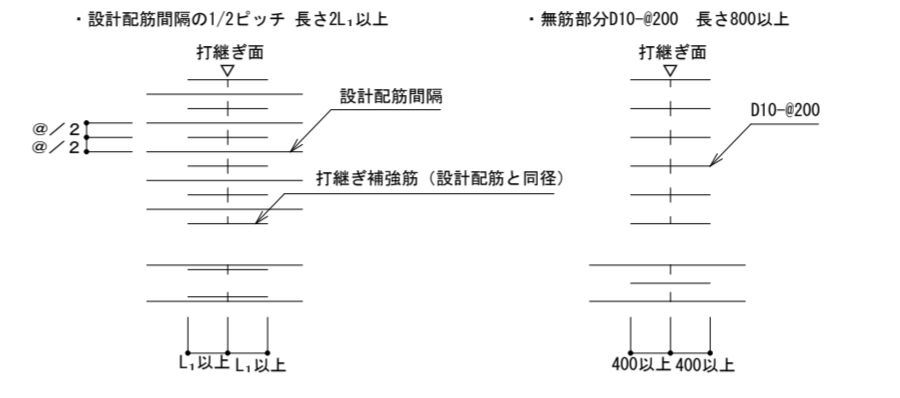 ・設計配筋間隔の1/2ピッチ 長さ2L₁以上
打継ぎ面
設計配筋間隔
@/2
@/2
打継ぎ補強筋（設計配筋と同径）
L₁以上 L₁以上
・無筋部分D10-@200 長さ800以上
打継ぎ面
D10-@200
400以上 400以上